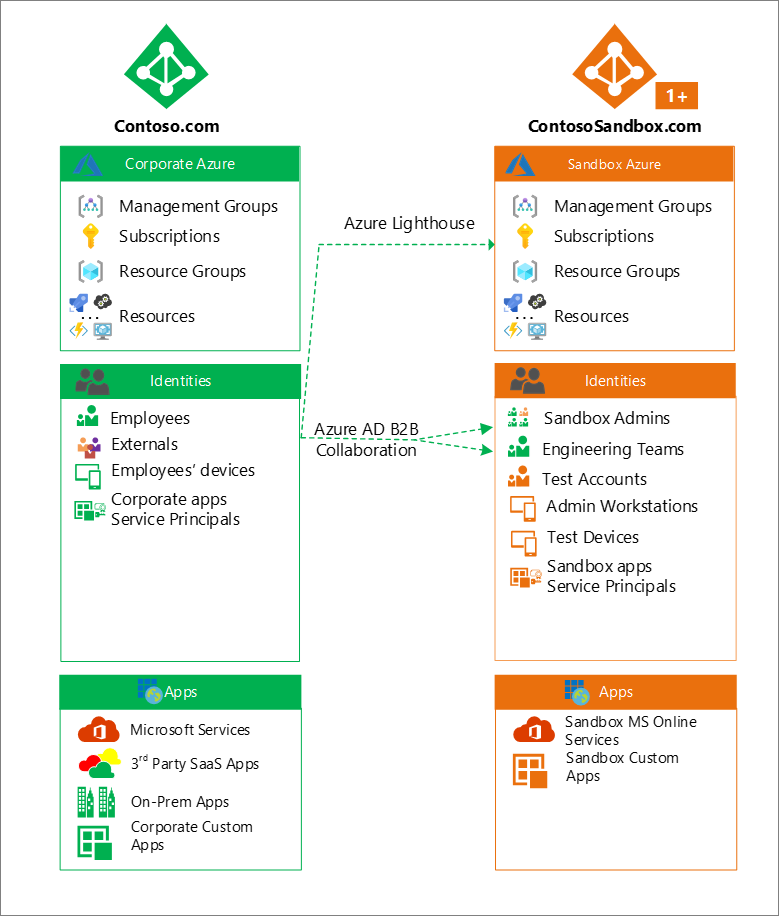 Contoso.com
Corporate Azure
Management Groups
Subscriptions
Resource Groups
...
Resources
Identities
Employees
Externals
Employees’ devices
Corporate apps
Service Principals
Apps
Microsoft Services
3rd Party SaaS Apps
On-Prem Apps
Corporate Custom
Apps
Azure Lighthouse
Azure AD B2B
Collaboration
1+
ContosoSandbox.com
Sandbox Azure
Management Groups
Subscriptions
Resource Groups
...
Resources
Identities
Sandbox Admins
Engineering Teams
Test Accounts
Admin Workstations
Test Devices
Sandbox apps
Service Principals
Apps
Sandbox MS Online
Services
Sandbox Custom
Apps